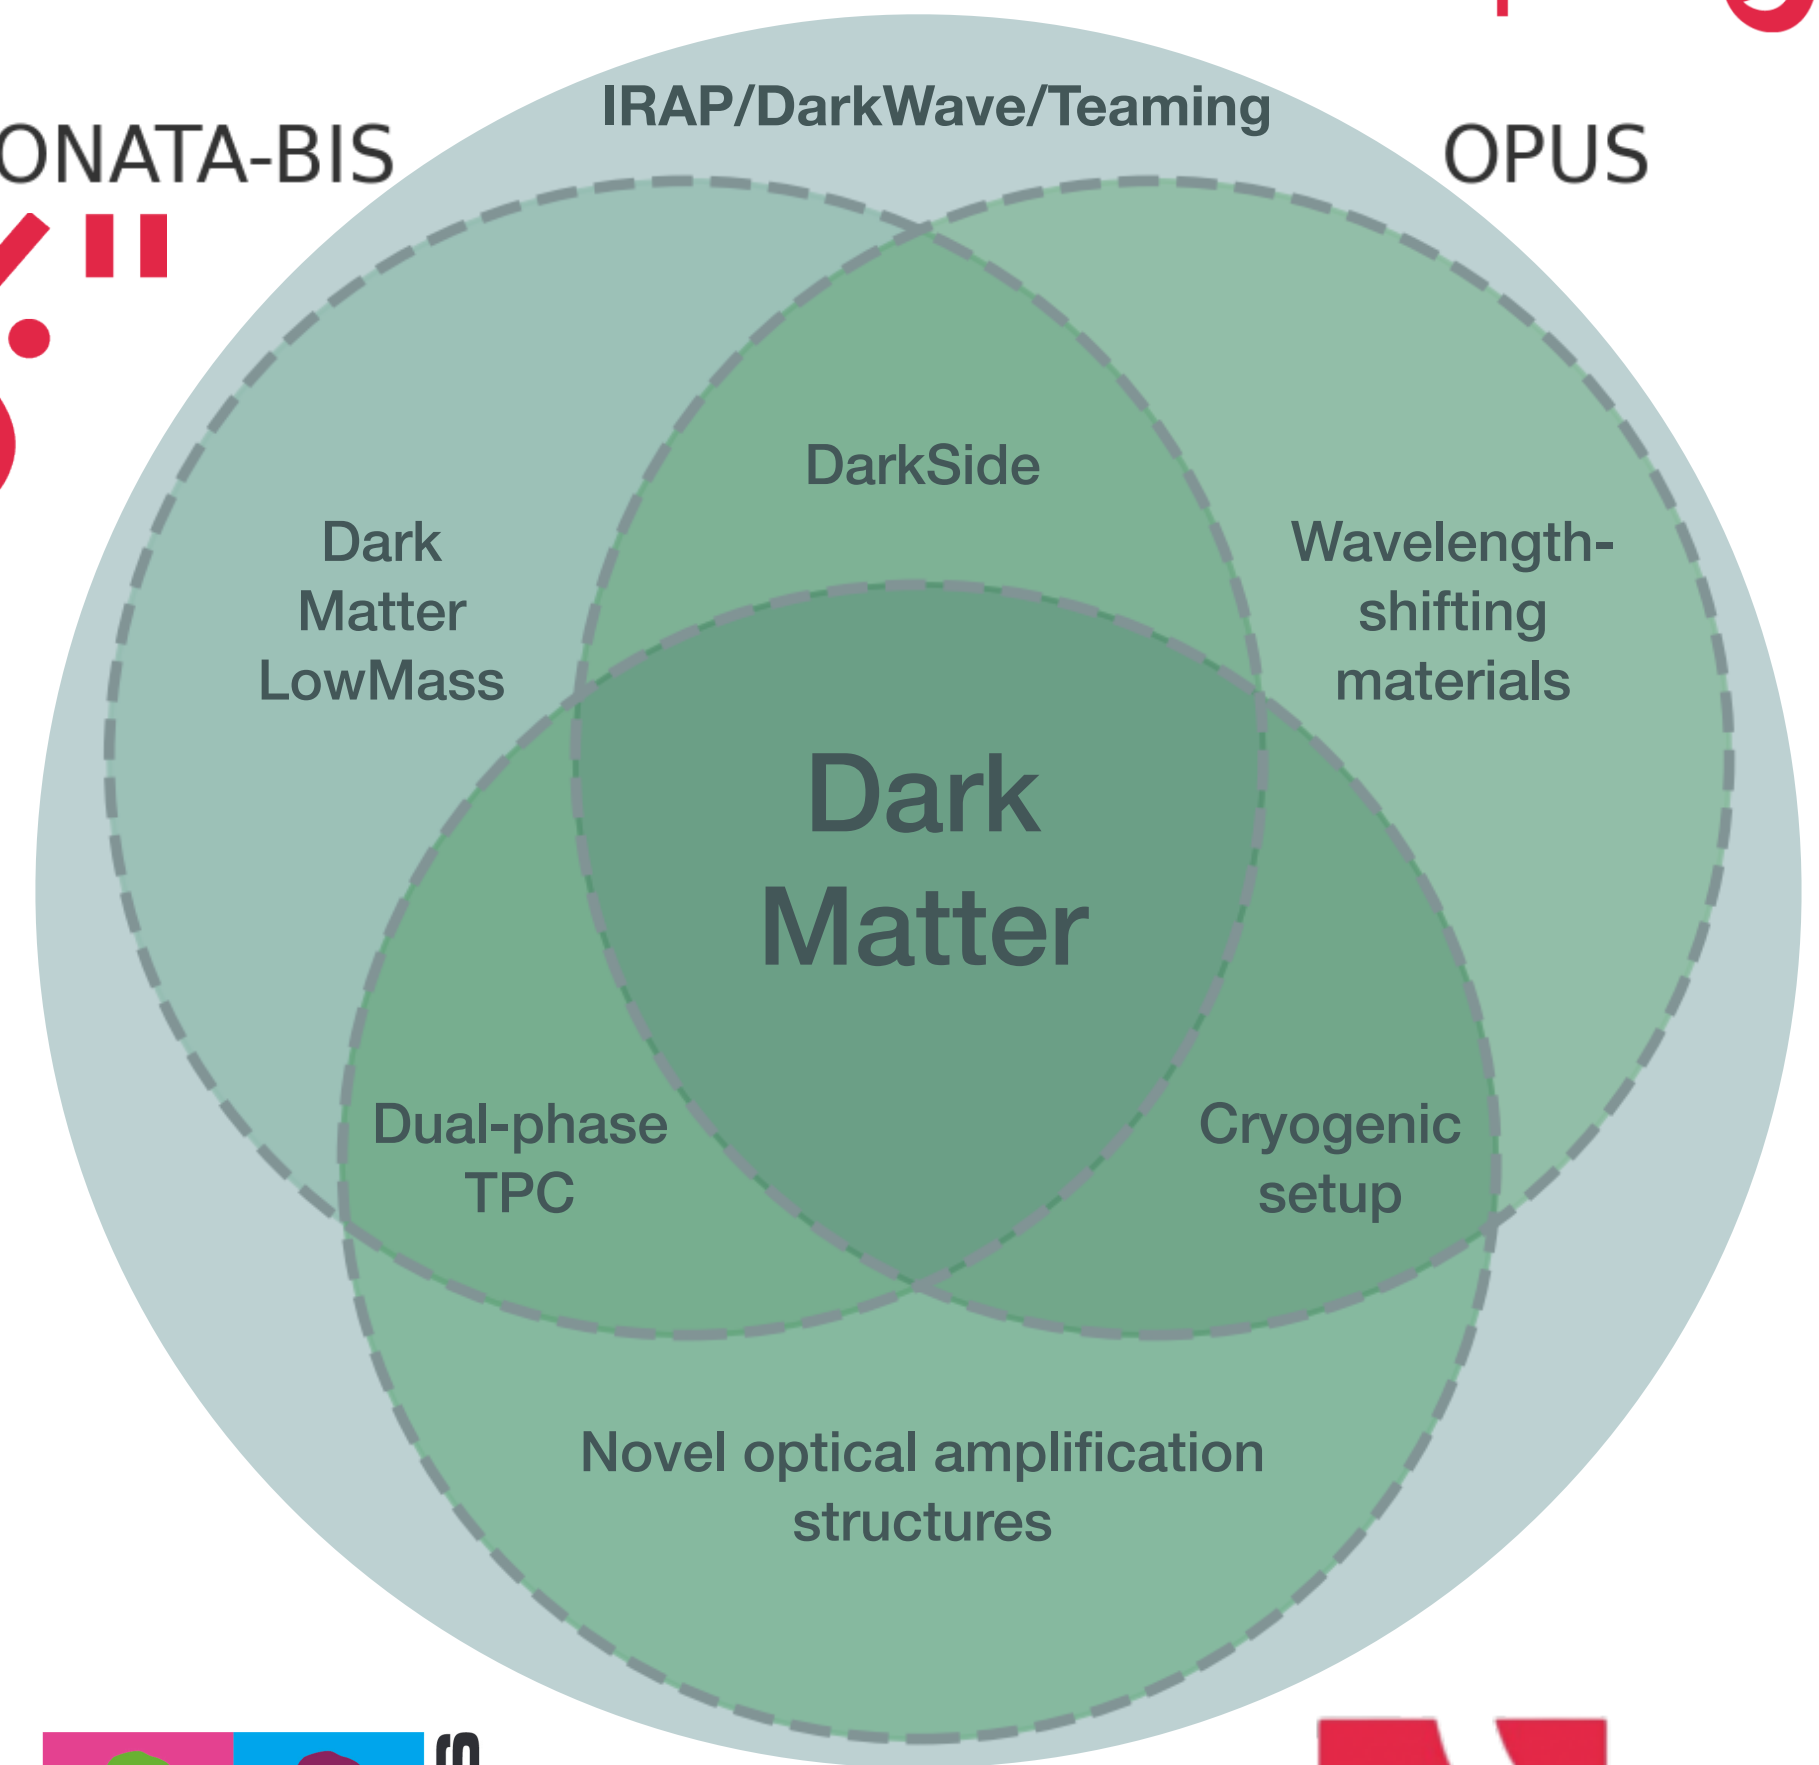 IRAP/DarkWave/Teaming
ONATA-BIS
OPUS
DarkSide
Dark
Matter
LowMass
Wavelength-
shifting
materials
Dark
Matter
Dual-phase
TPC
Cryogenic
setup
Novel optical amplification
structures